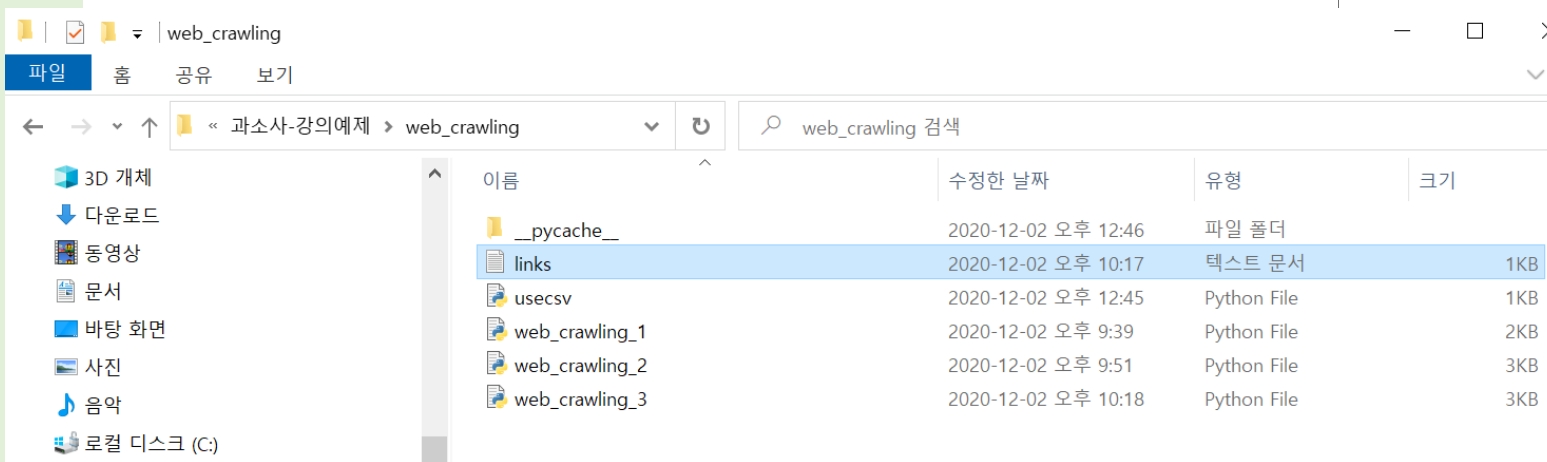 web_crawling
파일 홈 공유 보기
« 과소사-강의예제 > web_crawling
web_crawling 검색
3D 개체
다운로드
동영상
문서
바탕 화면
사진
음악
로컬 디스크 (C:)
이름 수정한 날짜 유형 크기
__pycache__ 2020-12-02 오후 12:46 파일 폴더
links 2020-12-02 오후 10:17 텍스트 문서 1KB
usecsv 2020-12-02 오후 12:45 Python File 1KB
web_crawling_1 2020-12-02 오후 9:39 Python File 2KB
web_crawling_2 2020-12-02 오후 9:51 Python File 3KB
web_crawling_3 2020-12-02 오후 10:18 Python File 3KB